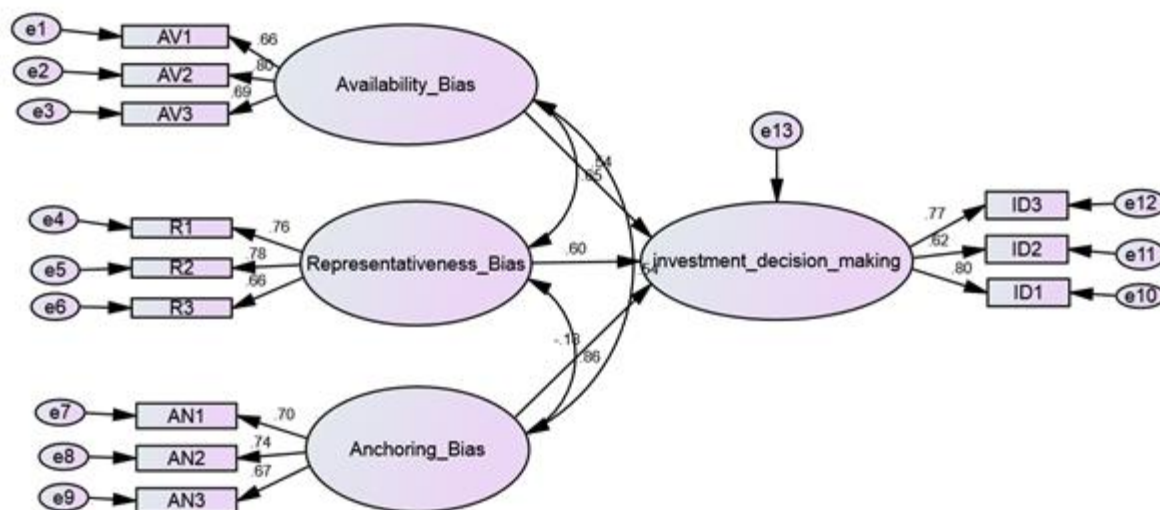 e1
AV1
.66
e2
AV2
.80
e3
AV3
.69
Availability_Bias
e13
.54
.65
e4
R1
.76
e5
R2
.78
e6
R3
.66
Representativeness_Bias
.60
investment_decision_making
.77
ID3
e12
.62
ID2
e11
.80
ID1
e10
-.18
.86
e7
AN1
.70
e8
AN2
.74
e9
AN3
.67
Anchoring_Bias